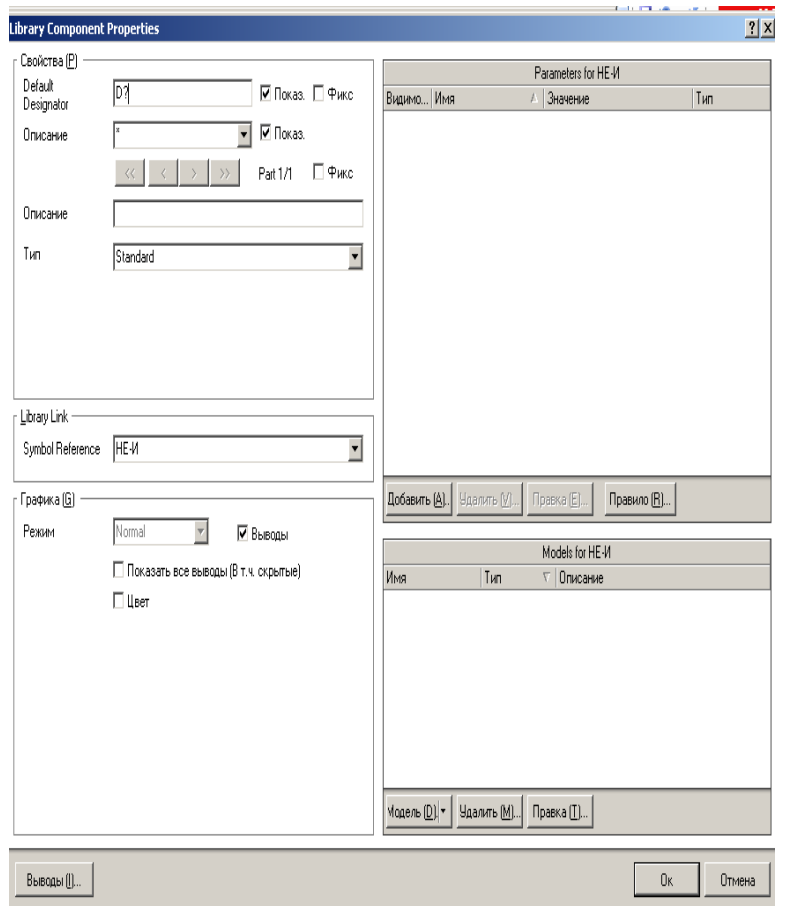 Library Component Properties
Свойства (P)
Default Designator
D?
Показ.
Фикс
Описание
*
Показ.
<<
<
>
>>
Part 1/1
Фикс
Описание
Тип
Standard
Library Link
Symbol Reference
НЕ-И
Графика (G)
Режим
Normal
Выводы
Показать все выводы (В т.ч. скрытые)
Цвет
Parameters for НЕ-И
Видимо...
Имя
Значение
Тип
Добавить (A)..
Удалить (V)...
Правка (E)...
Правило (R)...
Models for НЕ-И
Имя
Тип
Описание
Модель (D).
Удалить (M)...
Правка (T)...
Выводы (I)...
Ок
Отмена